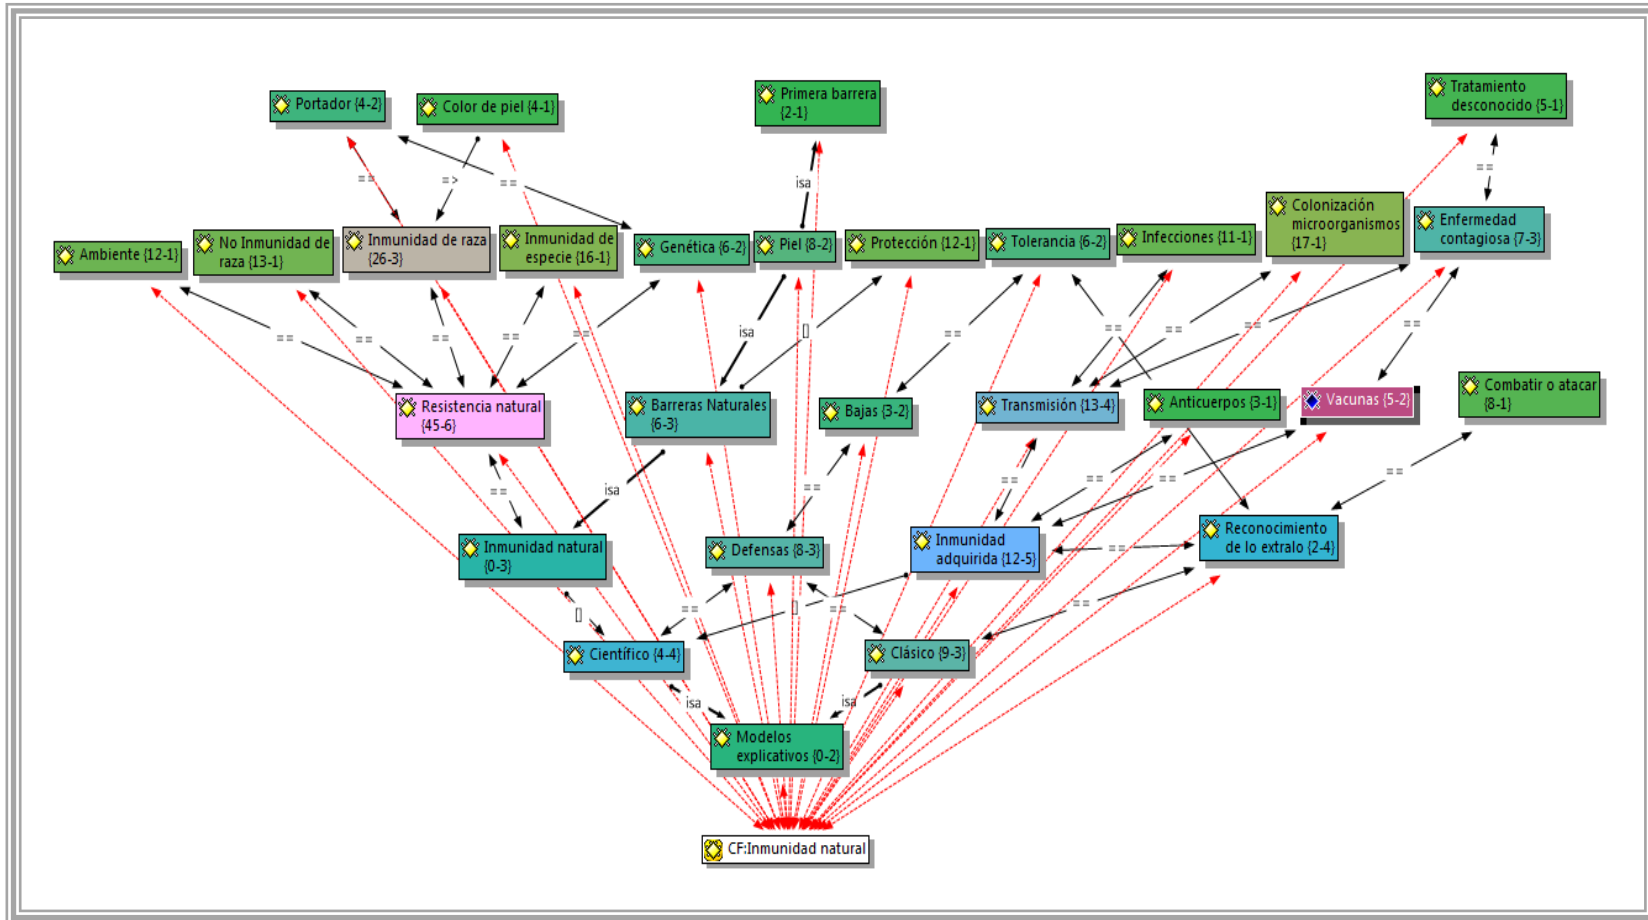 Primera barrera
{2-1}
Tratamiento
desconocido {5-1}
Portador {4-2}
Color de piel {4-1}
==
=>
==
isa
==
Ambiente {12-1}
No Inmunidad de
raza {13-1}
Inmunidad de raza
{26-3}
Inmunidad de
especie {16-1}
Genética {6-2}
Piel {8-2}
Protección {12-1}
Tolerancia {6-2}
Infecciones {11-1}
Colonización
microorganismos
{17-1}
Enfermedad
contagiosa {7-3}
==
==
==
==
==
isa
[]
==
==
==
==
==
Resistencia natural
{45-6}
Barreras Naturales
{6-3}
Bajas {3-2}
Transmisión {13-4}
Anticuerpos {3-1}
Vacunas {5-2}
Combatir o atacar
{8-1}
==
isa
==
==
==
==
==
Inmunidad natural
{0-3}
Defensas {8-3}
Inmunidad
adquirida {12-5}
==
Reconocimiento
de lo extralo {2-4}
[]
==
[]
==
==
Científico {4-4}
Clásico {9-3}
isa
isa
Modelos
explicativos {0-2}
CF:Inmunidad natural